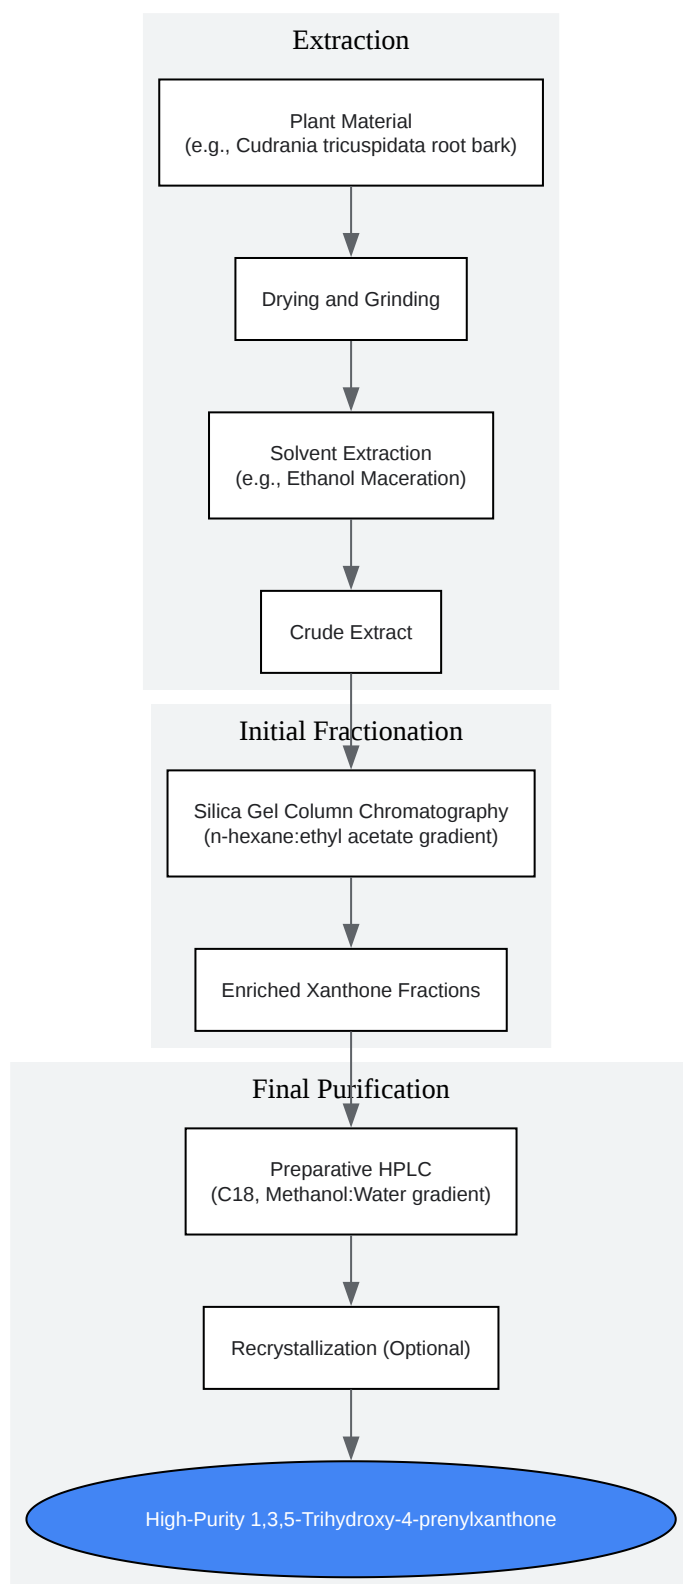 Extraction
Plant Material
(e.g., Cudrania tricuspidata root bark)
Drying and Grinding
Solvent Extraction
(e.g., Ethanol Maceration)
Crude Extract
Initial Fractionation
Silica Gel Column Chromatography
(n-hexane:ethyl acetate gradient)
Enriched Xanthone Fractions
Final Purification
Preparative HPLC
(C18, Methanol:Water gradient)
Recrystallization (Optional)
High-Purity 1,3,5-Trihydroxy-4-prenylxanthone